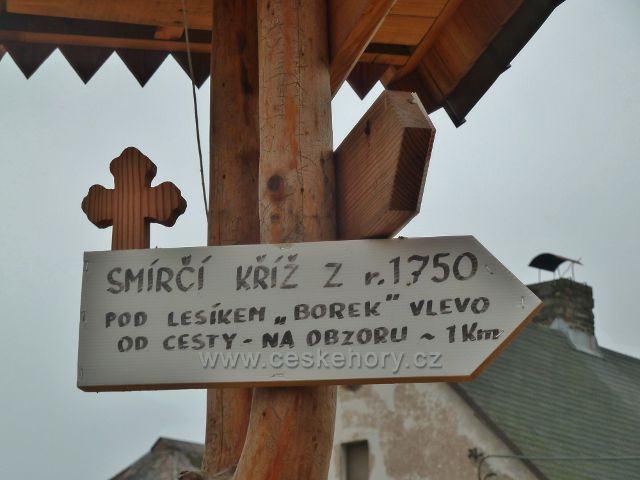 SMÍRČÍ KŘÍŽ Z r. 1750
POD LESÍKEM „BOREK" VLEVO
OD CESTY - NA OBZORU ~ 1Km
www.ceskehory.cz